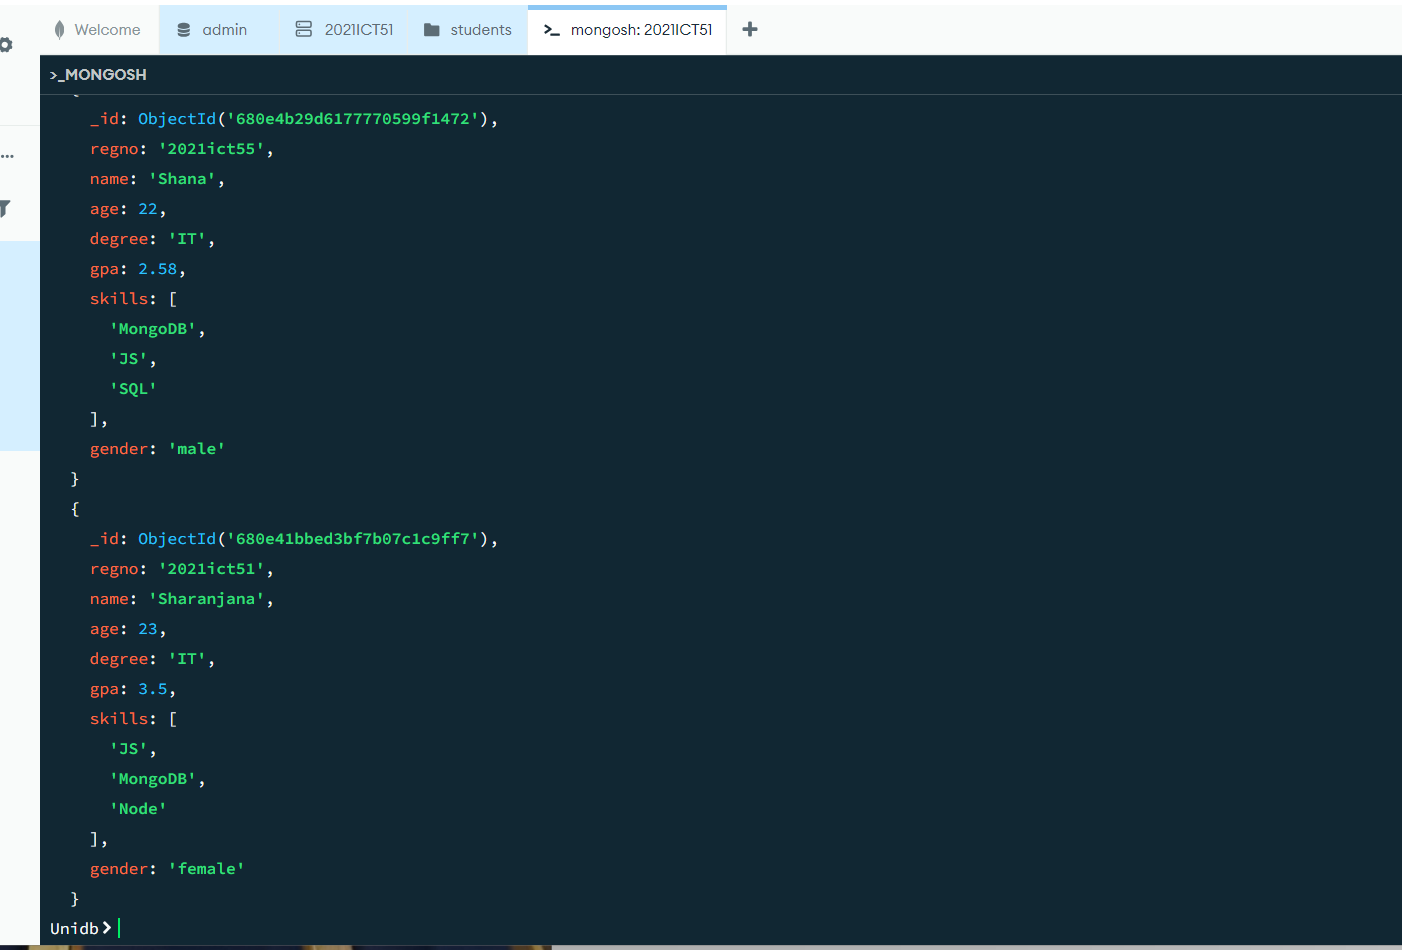 Welcome
admin
2021ICT51
students
>_ mongosh: 2021ICT51
+
>_MONGOSH
_id: ObjectId('680e4b29d6177770599f1472'),
regno: '2021ict55',
name: 'Shana',
age: 22,
degree: 'IT',
gpa: 2.58,
skills: [
'MongoDB',
'JS',
'SQL'
],
gender: 'male'
}
{
_id: ObjectId('680e41bbed3bf7b07c1c9ff7'),
regno: '2021ict51',
name: 'Sharanjana',
age: 23,
degree: 'IT',
gpa: 3.5,
skills: [
'JS',
'MongoDB',
'Node'
],
gender: 'female'
}
Unidb>